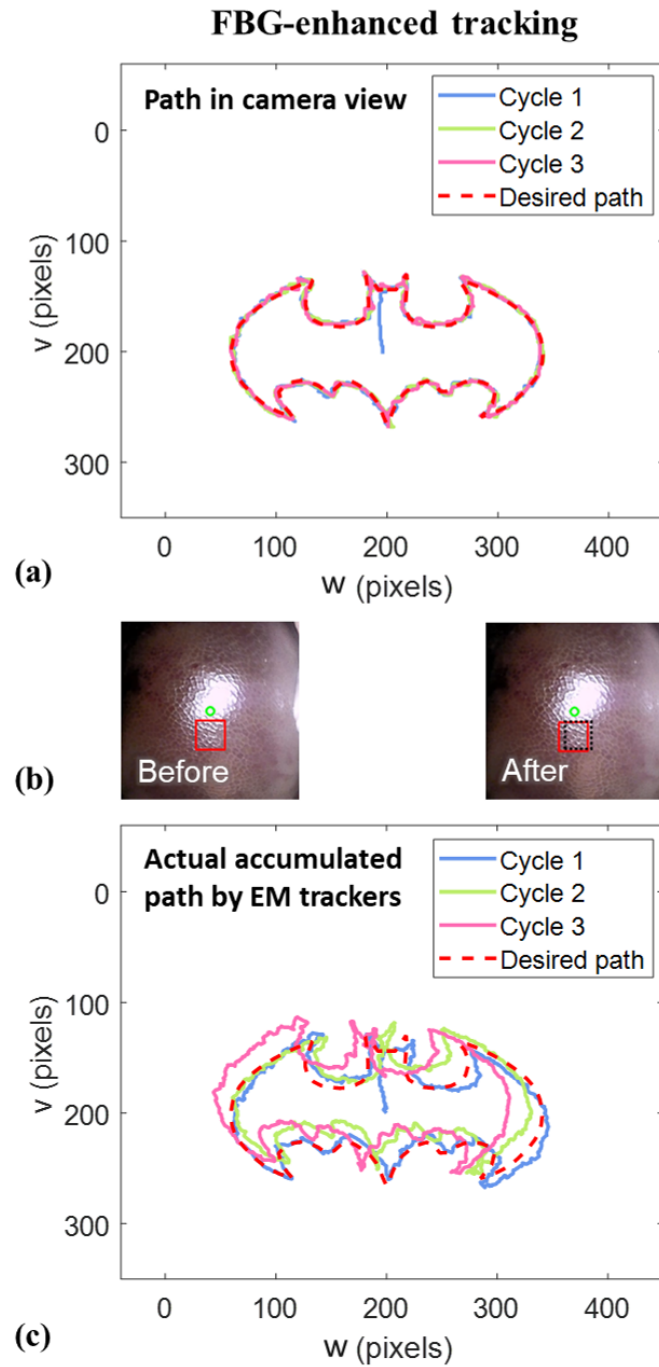 FBG-enhanced tracking
Path in camera view
Cycle 1
Cycle 2
Cycle 3
Desired path
0
100
200
300
v (pixels)
0 100 200 300 400
w (pixels)
(a)
Before
After
(b)
Actual accumulated
path by EM trackers
Cycle 1
Cycle 2
Cycle 3
Desired path
0
100
200
300
v (pixels)
0 100 200 300 400
w (pixels)
(c)